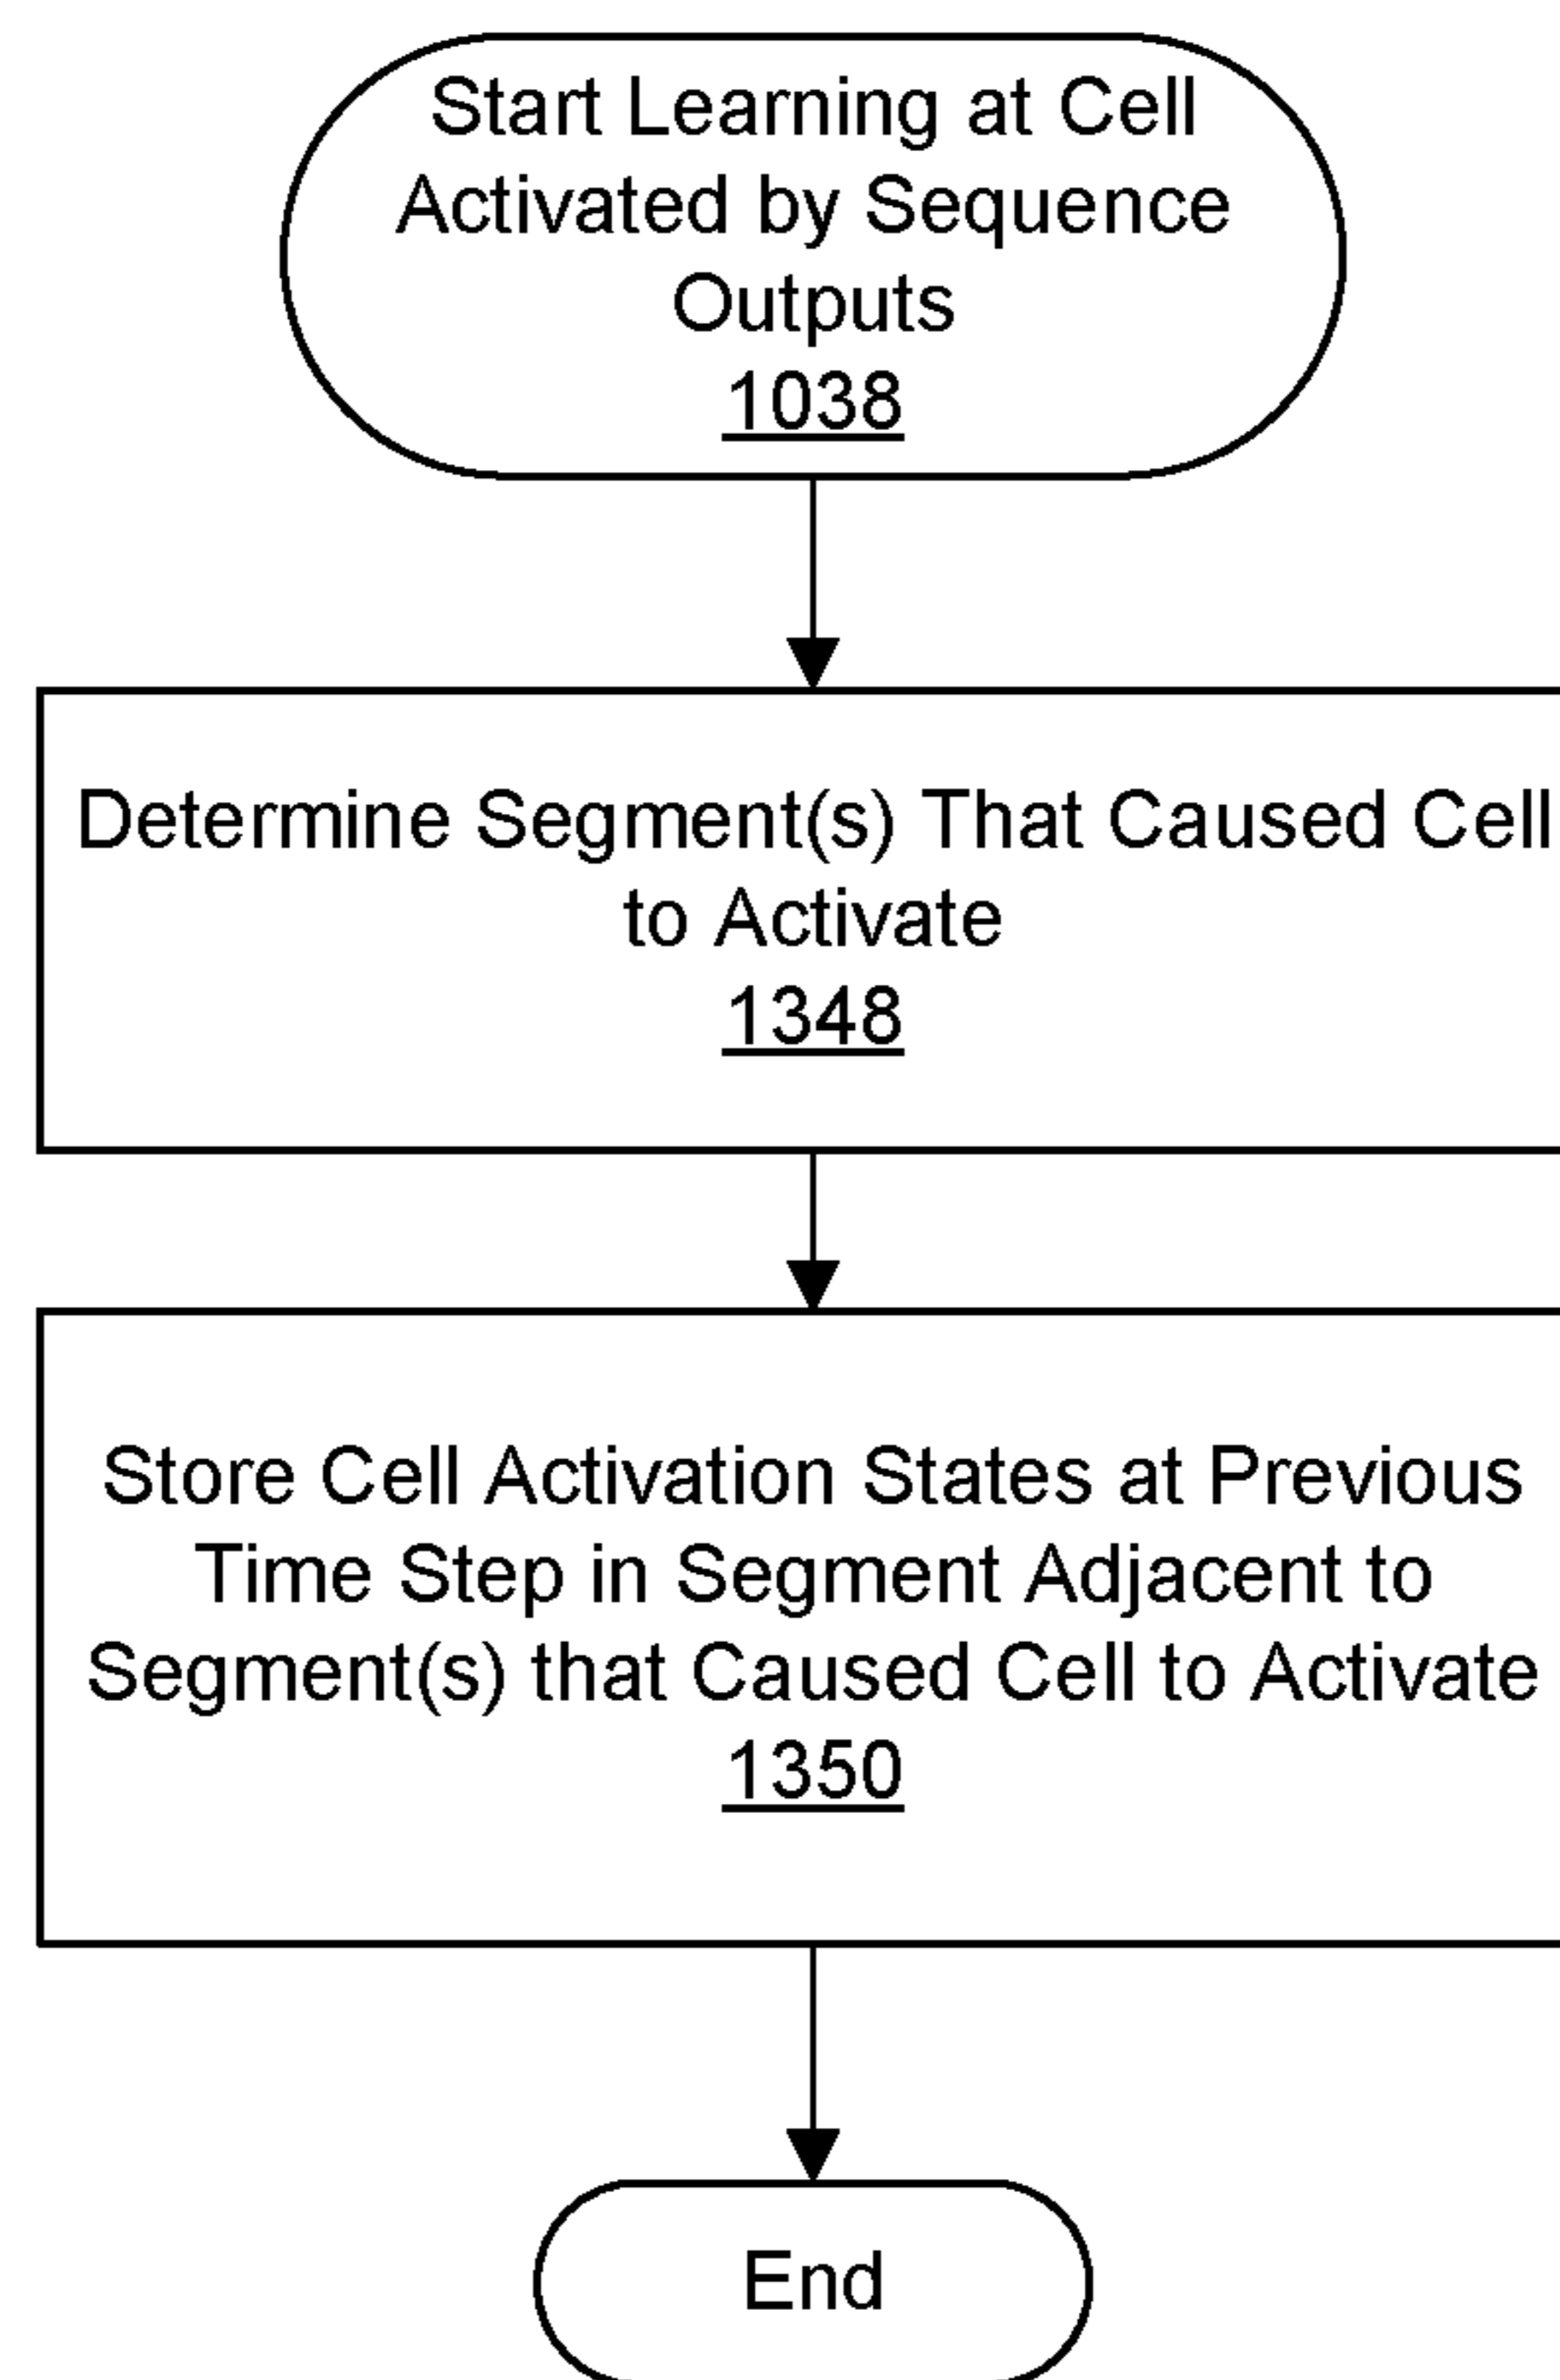 Start Learning at Cell
Activated by Sequence
Outputs
1038
Determine Segment(s) That Caused Cell
to Activate
1348
Store Cell Activation States at Previous
Time Step in Segment Adjacent to
Segment(s) that Caused Cell to Activate
1350
End